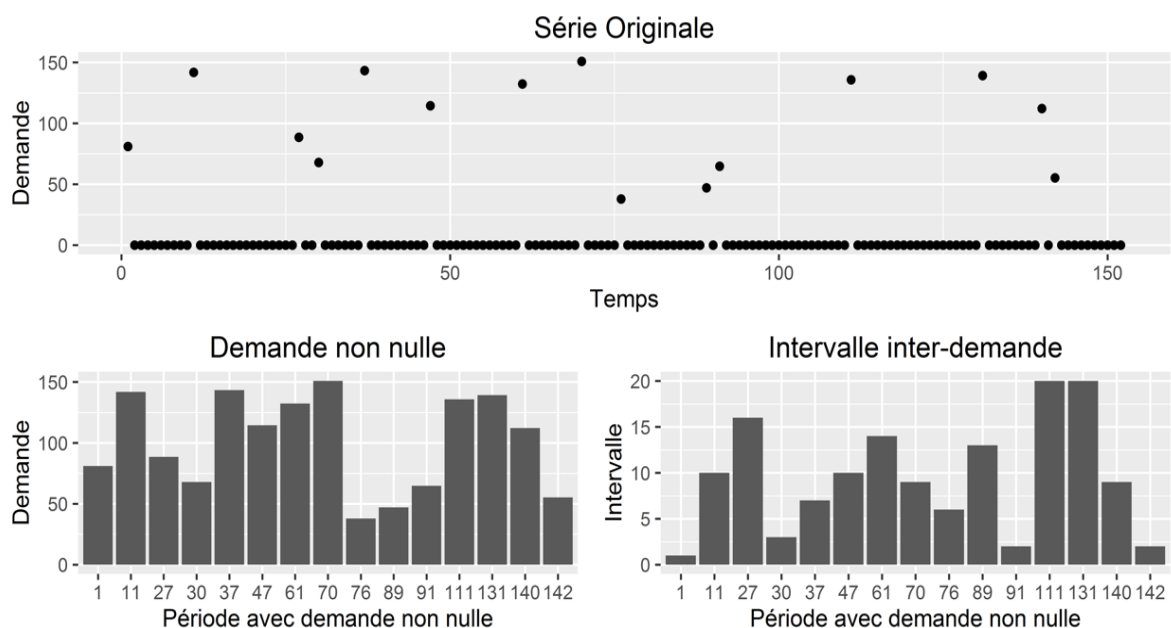 Série Originale
150
100
50
0
Demande
0 50 100 150
Temps
Demande non nulle
150
100
50
0
Demande
1 11 27 30 37 47 61 70 76 89 91 111 131 140 142
Période avec demande non nulle
Intervalle inter-demande
20
15
10
5
0
Intervalle
1 11 27 30 37 47 61 70 76 89 91 111 131 140 142
Période avec demande non nulle